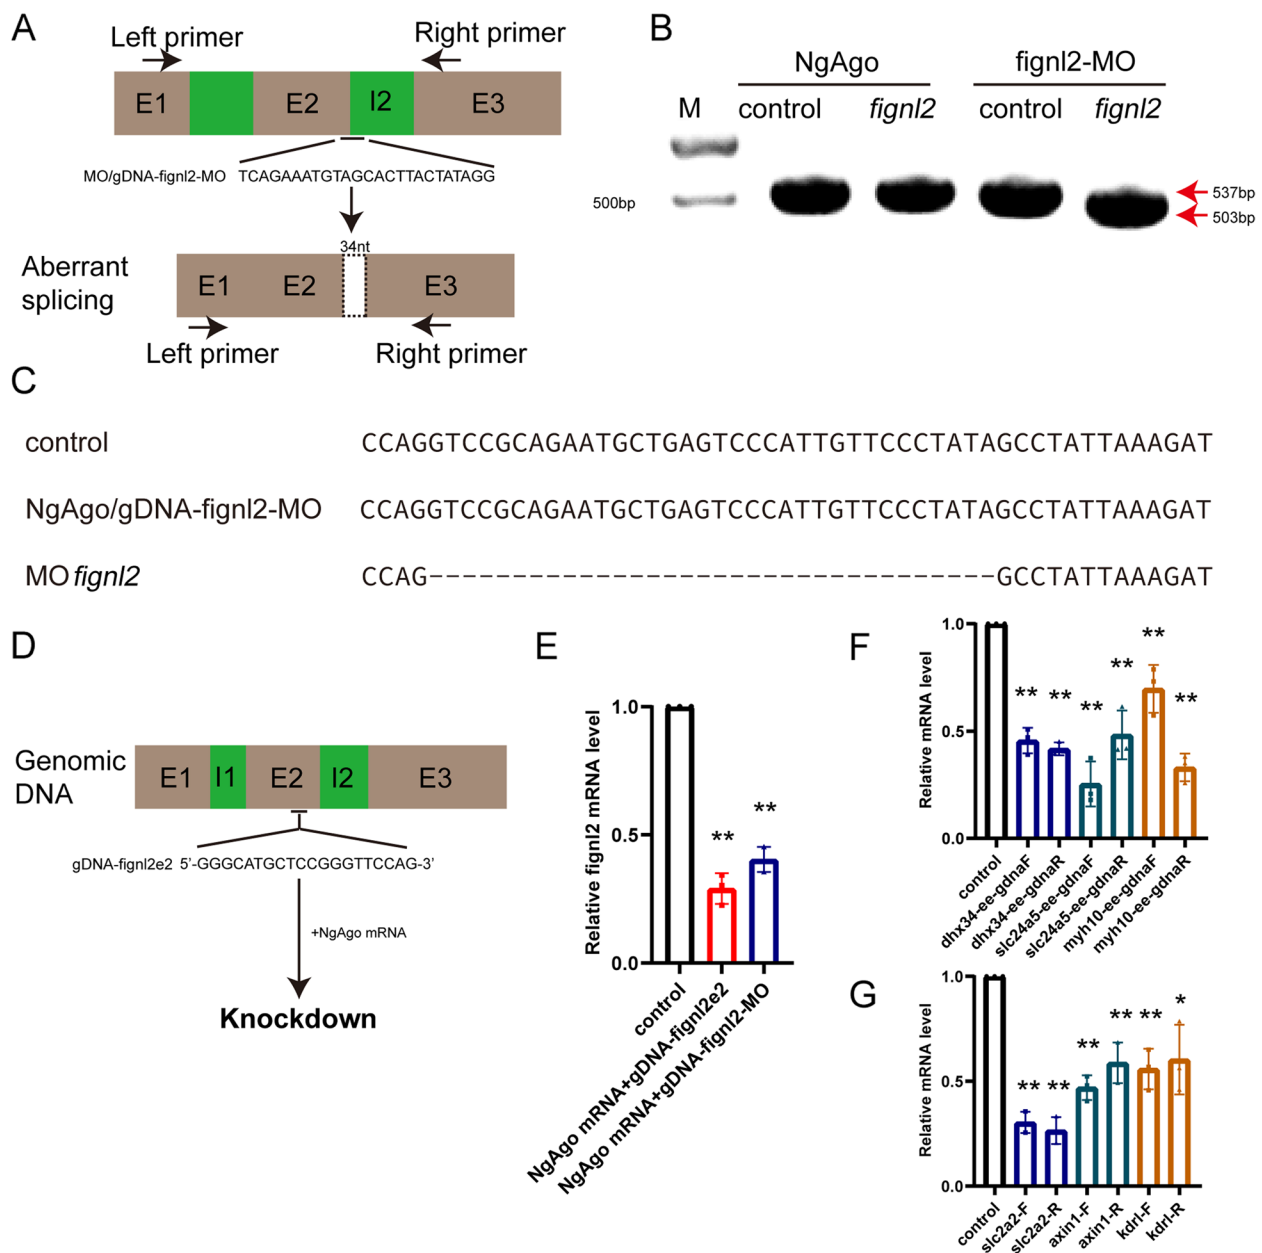 A
Left primer
Right primer
E1
E2
I2
E3
MO/gDNA-fignl2-MO TCAGAAATGTAGCACTTACTATAGG
34nt
Aberrant
splicing
E1
E2
E3
Left primer
Right primer
B
NgAgo
fignl2-MO
M
control
fignl2
control
fignl2
500bp
537bp
503bp
C
control CCAGGTCCGCAGAATGCTGAGTCCCATTGTTCCCTATAGCCTATTAAAGAT
NgAgo/gDNA-fignl2-MO CCAGGTCCGCAGAATGCTGAGTCCCATTGTTCCCTATAGCCTATTAAAGAT
MO fignl2 CCAG----------------------------------GCCTATTAAAGAT
D
Genomic
DNA
E1
I1
E2
I2
E3
gDNA-fignl2e2 5'-GGGCATGCTCCGGGTTCCAG-3'
+NgAgo mRNA
Knockdown
E
Relative fignl2 mRNA level
1.0
0.5
0.0
**
**
control
NgAgo mRNA+gDNA-fignl2e2
NgAgo mRNA+gDNA-fignl2-MO
F
Relative mRNA level
1.0
0.5
0.0
**
**
**
**
**
**
control
dhx34-ee-gdnaF
dhx34-ee-gdnaR
slc24a5-ee-gdnaF
slc24a5-ee-gdnaR
myh10-ee-gdnaF
myh10-ee-gdnaR
G
Relative mRNA level
1.0
0.5
0.0
**
**
**
**
**
*
control
slc2a2-F
slc2a2-R
axin1-F
axin1-R
kdrl-F
kdrl-R